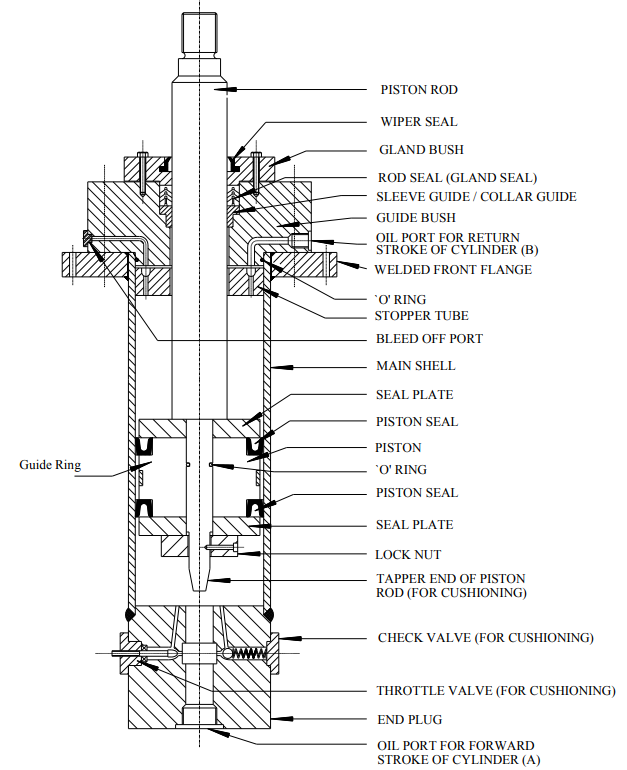 PISTON ROD
WIPER SEAL
GLAND BUSH
ROD SEAL (GLAND SEAL)
SLEEVE GUIDE / COLLAR GUIDE
GUIDE BUSH
OIL PORT FOR RETURN
STROKE OF CYLINDER (B)
WELDED FRONT FLANGE
`O' RING
STOPPER TUBE
BLEED OFF PORT
MAIN SHELL
SEAL PLATE
PISTON SEAL
PISTON
Guide Ring
`O' RING
PISTON SEAL
SEAL PLATE
LOCK NUT
TAPPER END OF PISTON
ROD (FOR CUSHIONING)
CHECK VALVE (FOR CUSHIONING)
THROTTLE VALVE (FOR CUSHIONING)
END PLUG
OIL PORT FOR FORWARD
STROKE OF CYLINDER (A)